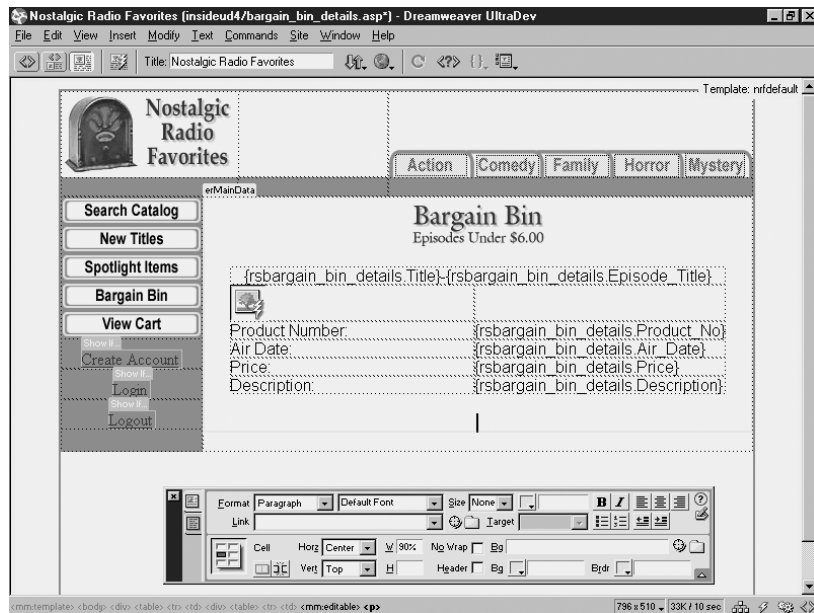 Nostalgic Radio Favorites (insideud4/bargain_bin_details.asp*) - Dreamweaver UltraDev
File Edit View Insert Modify Text Commands Site Window Help
Title: Nostalgic Radio Favorites
Template: nrfdefault
Nostalgic
Radio
Favorites
Action Comedy Family Horror Mystery
erMainData
Search Catalog
New Titles
Spotlight Items
Bargain Bin
View Cart
Show If...
Create Account
Show If...
Login
Show If...
Logout
Bargain Bin
Episodes Under $6.00
{rsbargain_bin_details.Title}-{rsbargain_bin_details.Episode_Title}
Product Number: {rsbargain_bin_details.Product_No}
Air Date: {rsbargain_bin_details.Air_Date}
Price: {rsbargain_bin_details.Price}
Description: {rsbargain_bin_details.Description}
Format Paragraph Default Font Size None B I
Link Target
Cell Horz Center W 90% No Wrap Bg
Vert Top H Header Bg Brdr
<mm:template> <body> <div> <table> <tr> <td> <div> <table> <tr> <td> <mm:editable> <p>
796 x 510 33K / 10 sec